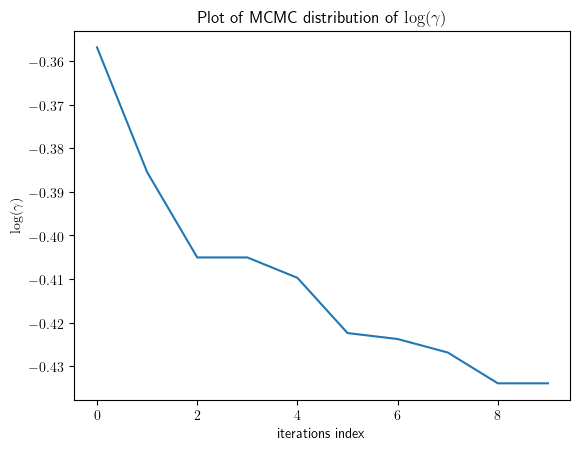 Plot of MCMC distribution of log(γ)
log(γ)
−0.36
−0.37
−0.38
−0.39
−0.40
−0.41
−0.42
−0.43
0 2 4 6 8
iterations index